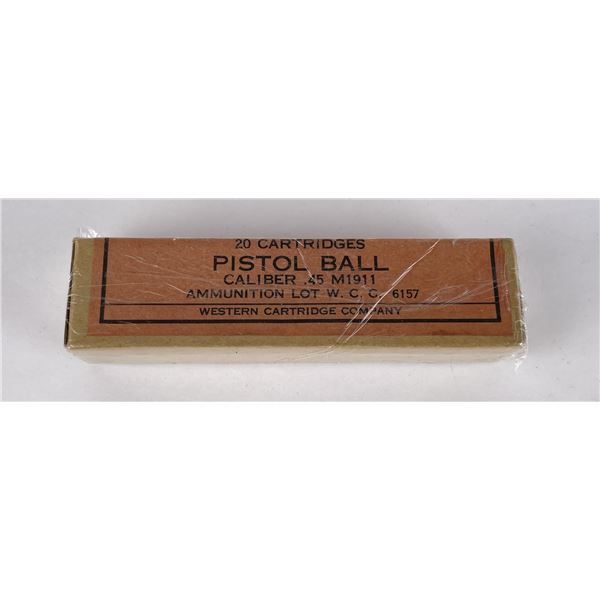 20 CARTRIDGES
PISTOL BALL
CALIBER .45 M1911
AMMUNITION LOT W. C. C. 6157
WESTERN CARTRIDGE COMPANY